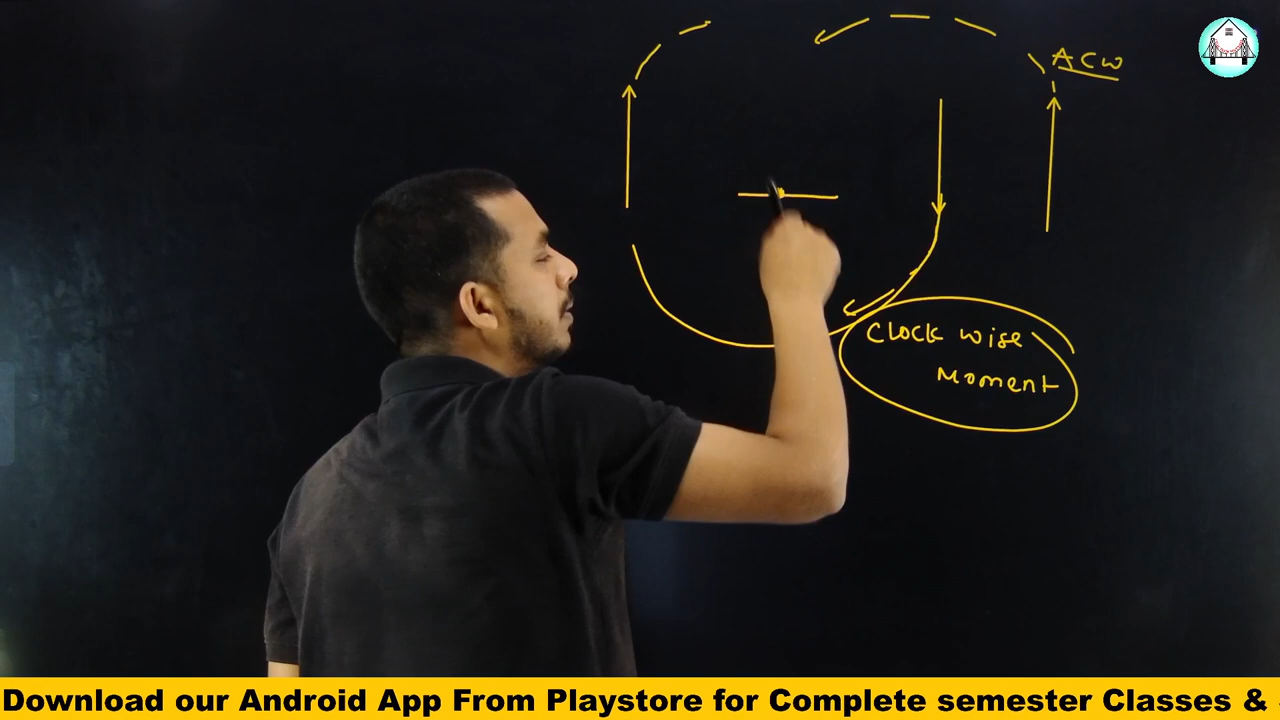 ACW
Clock wise
Moment
Download our Android App From Playstore for Complete semester Classes &